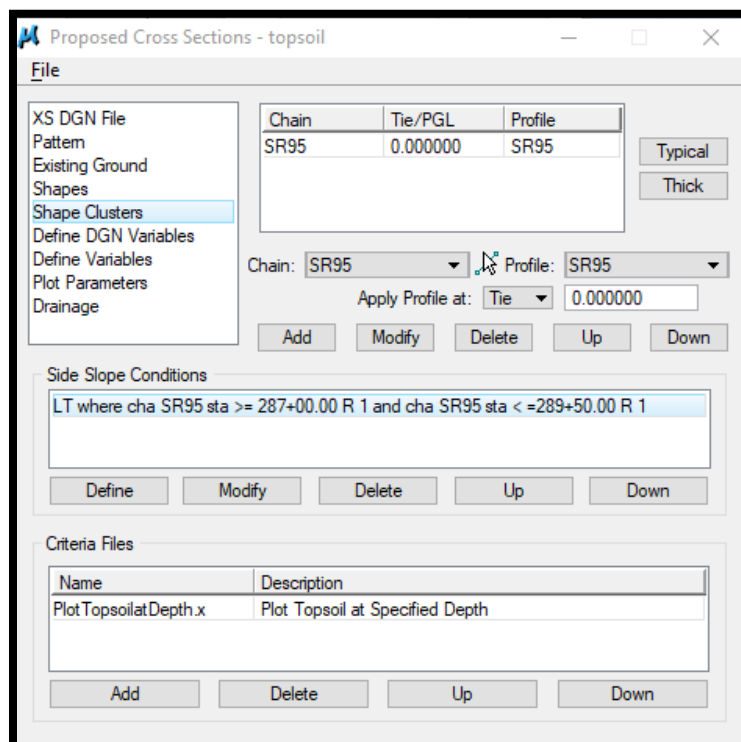 Proposed Cross Sections - topsoil
File
XS DGN File
Pattern
Existing Ground
Shapes
Shape Clusters
Define DGN Variables
Define Variables
Plot Parameters
Drainage
Chain Tie/PGL Profile
SR95 0.000000 SR95
Typical
Thick
Chain: SR95 Profile: SR95
Apply Profile at: Tie 0.000000
Add Modify Delete Up Down
Side Slope Conditions
LT where cha SR95 sta >= 287+00.00 R 1 and cha SR95 sta < =289+50.00 R 1
Define Modify Delete Up Down
Criteria Files
Name Description
PlotTopsoilatDepth.x Plot Topsoil at Specified Depth
Add Delete Up Down